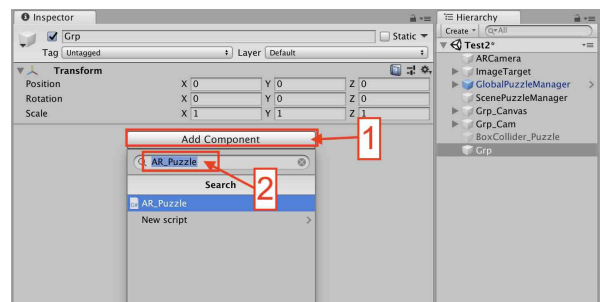 Inspector
Grp
Static
Tag Untagged
Layer Default
Transform
Position X 0 Y 0 Z 0
Rotation X 0 Y 0 Z 0
Scale X 1 Y 1 Z 1
Add Component
1
AR_Puzzle
2
Search
AR_Puzzle
New script
Hierarchy
Create
Q▾All
Test2*
ARCamera
ImageTarget
GlobalPuzzleManager
ScenePuzzleManager
Grp_Canvas
Grp_Cam
BoxCollider_Puzzle
Grp